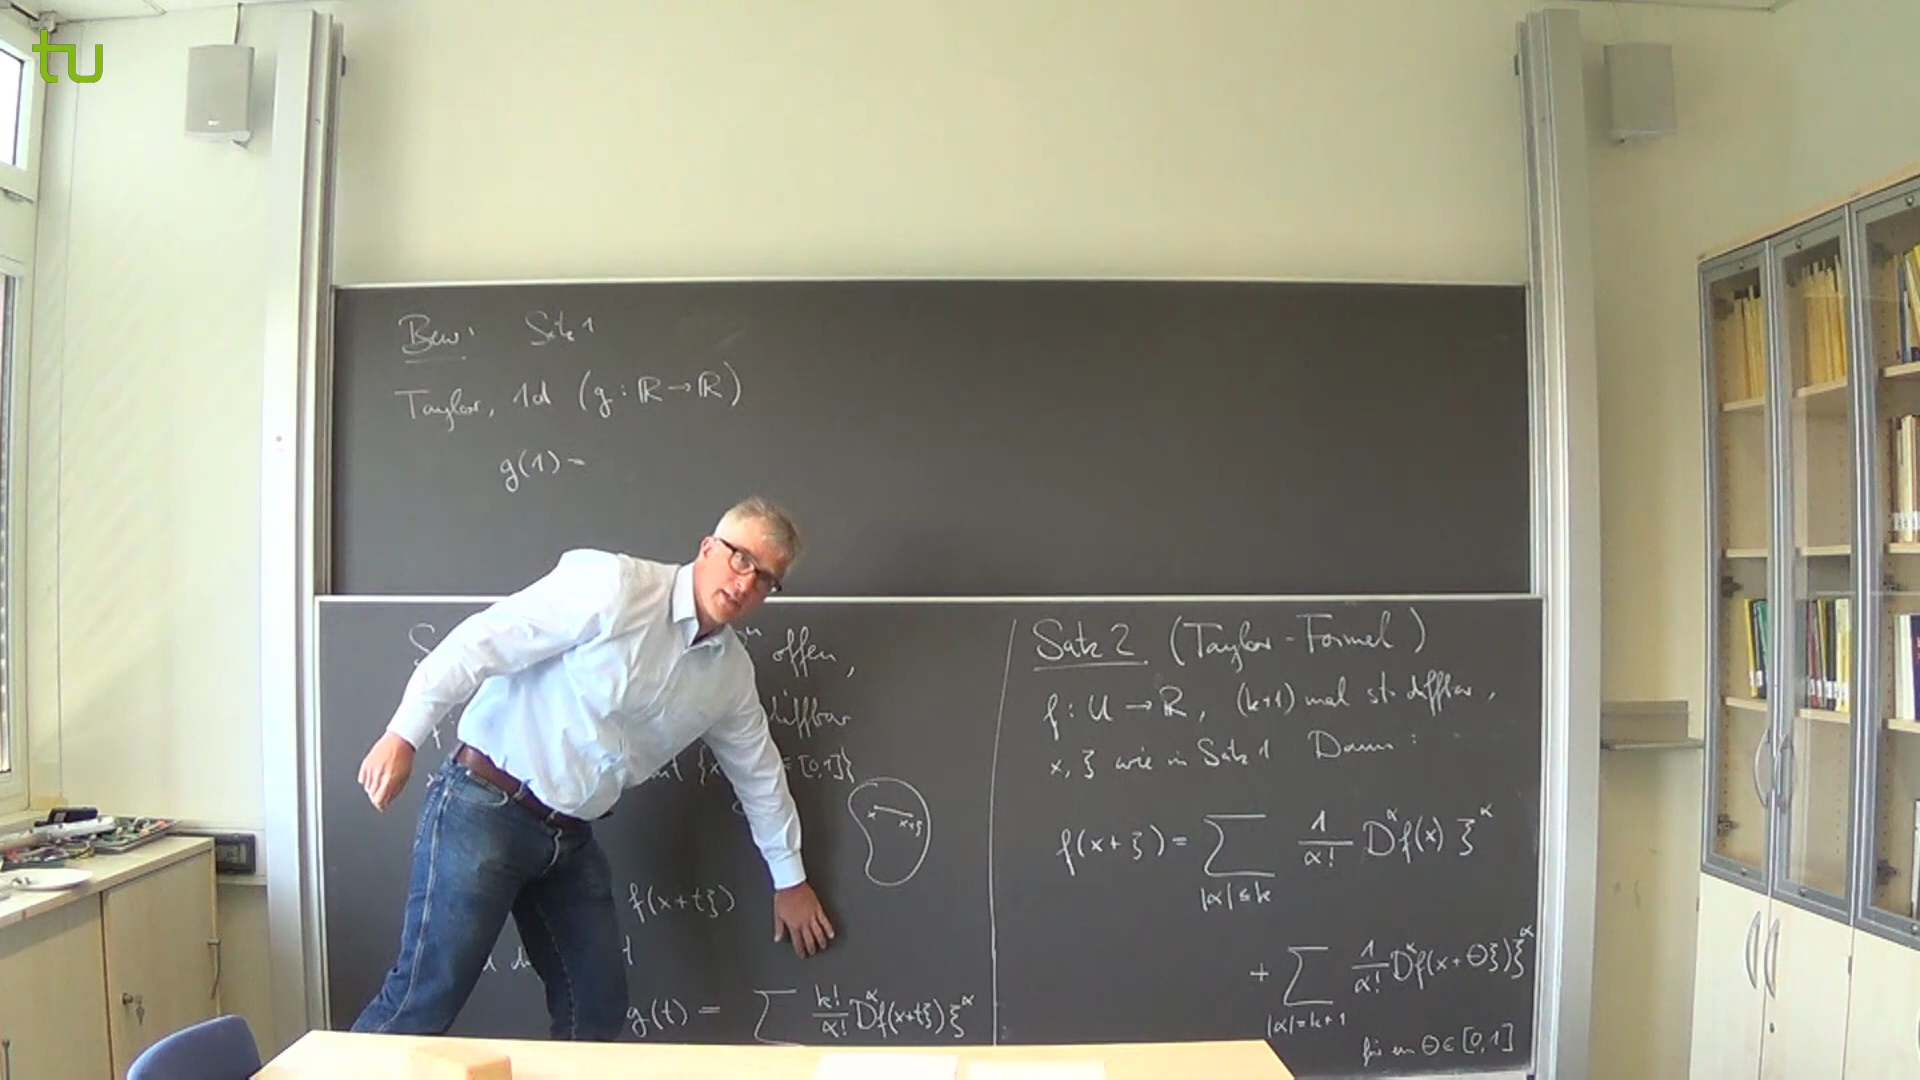 tu
Bew: Satz 1
Taylor, 1d (g : ℝ → ℝ)
g(1) =
offen,
diffbar
∈ [0,1]}
x x+ξ
f(x+tξ)
g(t) = ∑ k!/α! D^α f(x+tξ) ξ^α
Satz 2 (Taylor-Formel)
f : U → ℝ, (k+1) mal st. diffbar,
x, ξ wie in Satz 1 Dann :
f(x+ξ) = ∑_{|α|≤k} 1/α! D^α f(x) ξ^α
+ ∑_{|α|=k+1} 1/α! D^α f(x+Θξ) ξ^α
für ein Θ ∈ [0,1]